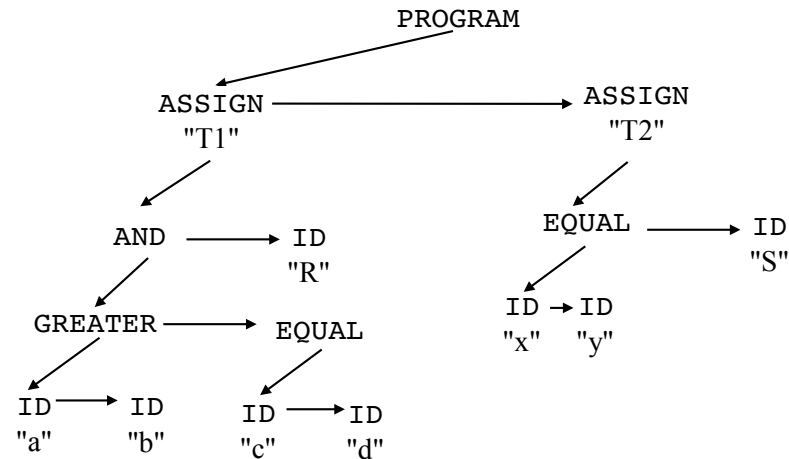 PROGRAM
ASSIGN ASSIGN
"T1" "T2"
AND ID EQUAL ID
"R" "S"
GREATER EQUAL ID ID
"x" "y"
ID ID ID ID
"a" "b" "c" "d"